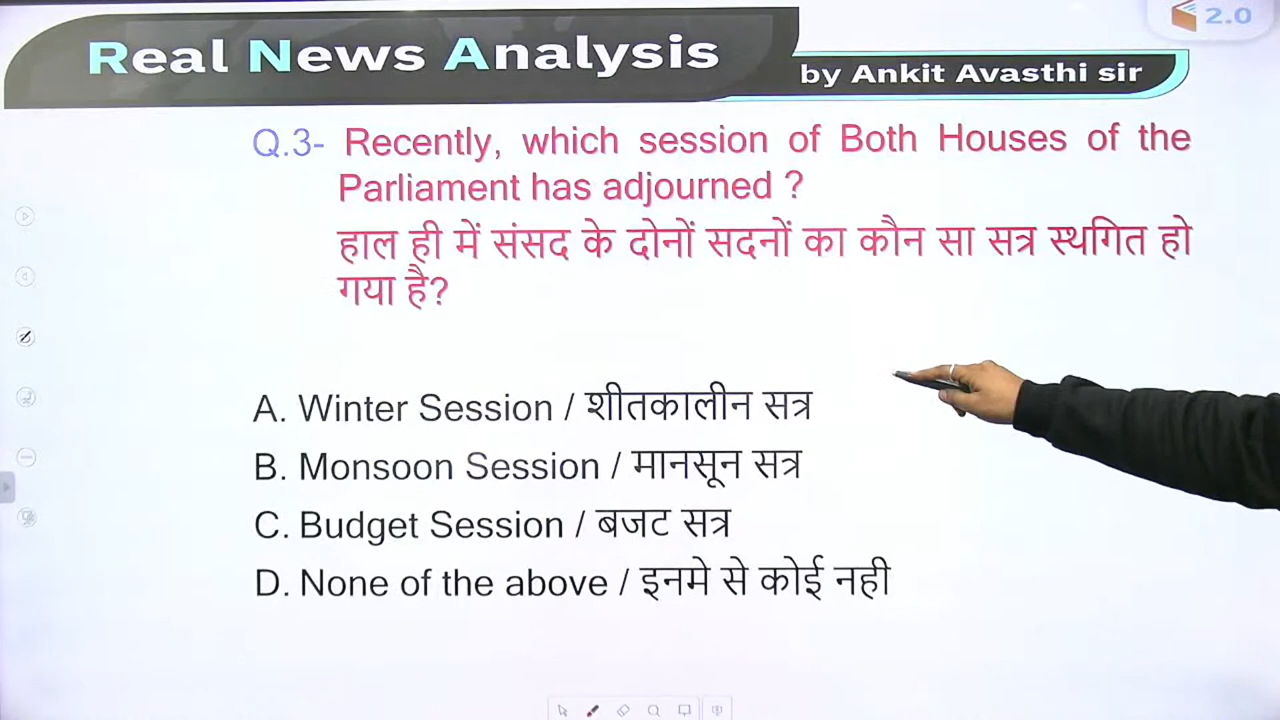 2.0
Real News Analysis
by Ankit Avasthi sir
Q.3- Recently, which session of Both Houses of the
Parliament has adjourned ?
हाल ही में संसद के दोनों सदनों का कौन सा सत्र स्थगित हो
गया है?
A. Winter Session / शीतकालीन सत्र
B. Monsoon Session / मानसून सत्र
C. Budget Session / बजट सत्र
D. None of the above / इनमे से कोई नही